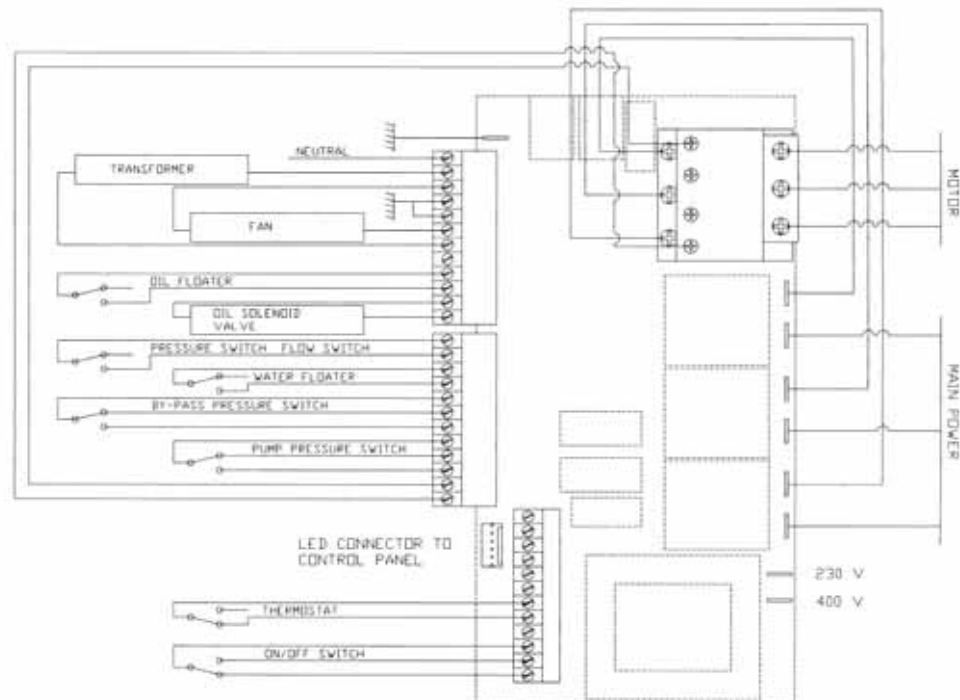 NEUTRAL
TRANSFORMER
FAN
OIL FLOATER
OIL SOLENOID
VALVE
PRESSURE SWITCH FLOW SWITCH
WATER FLOATER
BY-PASS PRESSURE SWITCH
PUMP PRESSURE SWITCH
LED CONNECTOR TO
CONTROL PANEL
THERMOSTAT
ON/OFF SWITCH
MOTOR
MAIN POWER
230 V
400 V